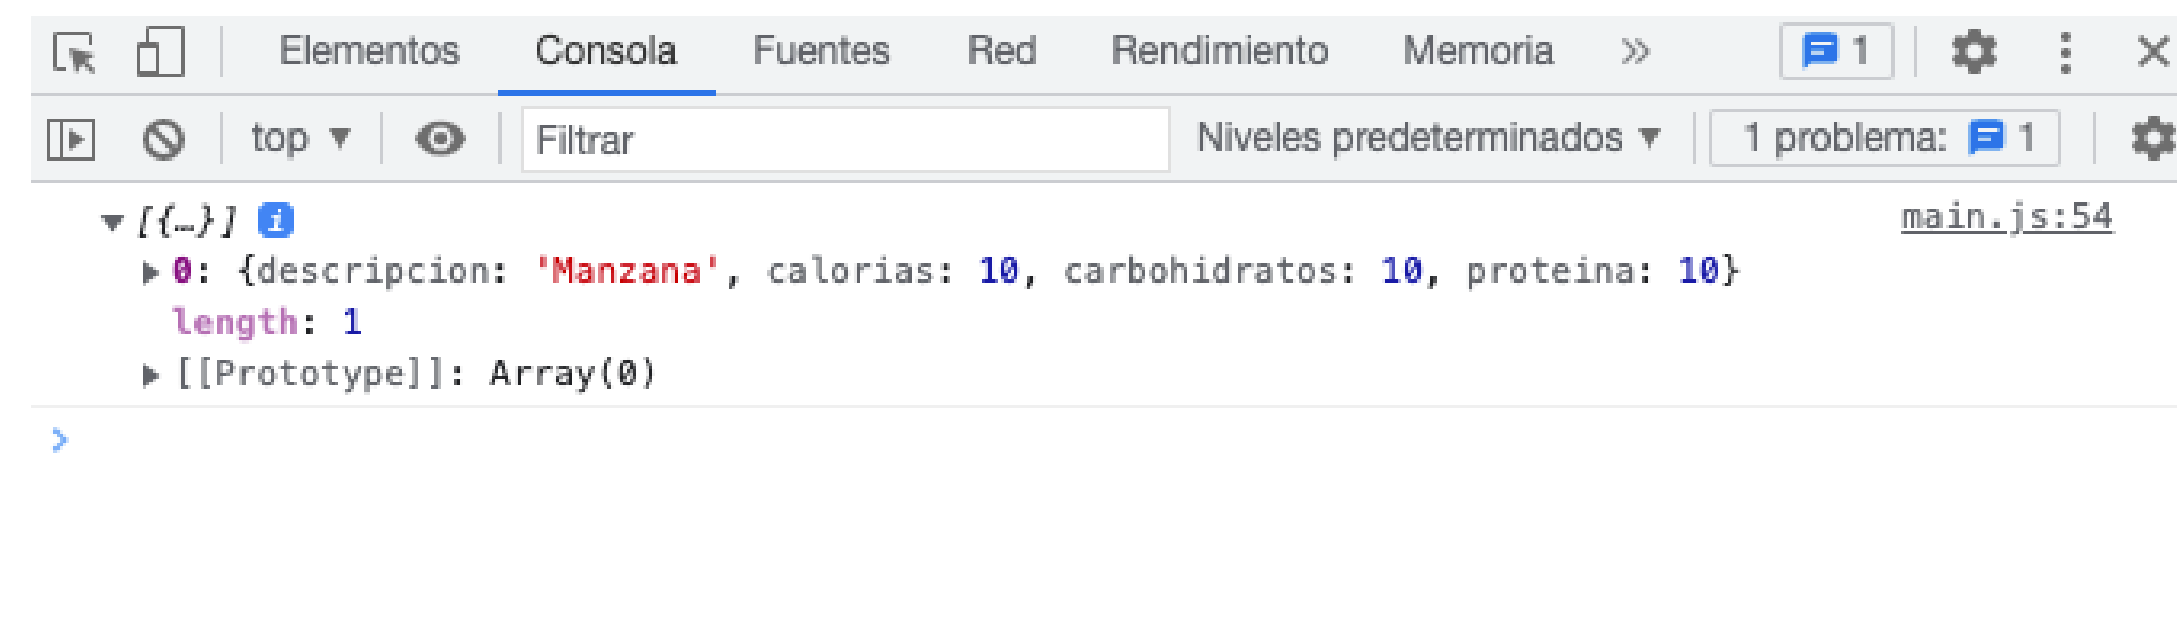 Elementos Consola Fuentes Red Rendimiento Memoria » 1
top ▼ Filtrar Niveles predeterminados ▼ 1 problema: 1
▼ [{…}] i main.js:54
▶ 0: {descripcion: 'Manzana', calorias: 10, carbohidratos: 10, proteina: 10}
length: 1
▶ [[Prototype]]: Array(0)
>